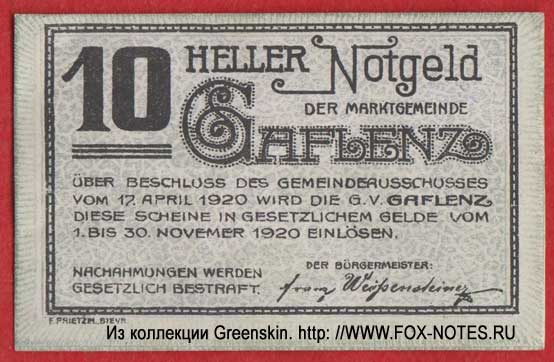 10 HELLER Notgeld
DER MARKTGEMEINDE
GAFLENZ
ÜBER BESCHLUSS DES GEMEINDEAUSSCHUSSES
VOM 17. APRIL 1920 WIRD DIE G.V. GAFLENZ
DIESE SCHEINE IN GESETZLICHEM GELDE VOM
1. BIS 30. NOVEMER 1920 EINLÖSEN.
NACHAHMUNGEN WERDEN
GESETZLICH BESTRAFT.
DER BÜRGERMEISTER:
Franz Weißensteiner
F. PRIETZEL, STEYR.
Из коллекции Greenskin. http: //WWW.FOX-NOTES.RU